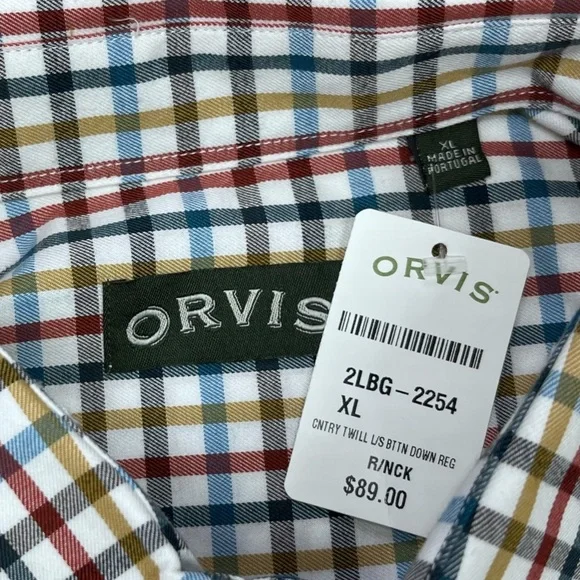 XL
MADE IN
PORTUGAL
ORVIS
ORVIS
2LBG-2254
XL
CNTRY TWILL L/S BTTN DOWN REG
R/NCK
$89.00